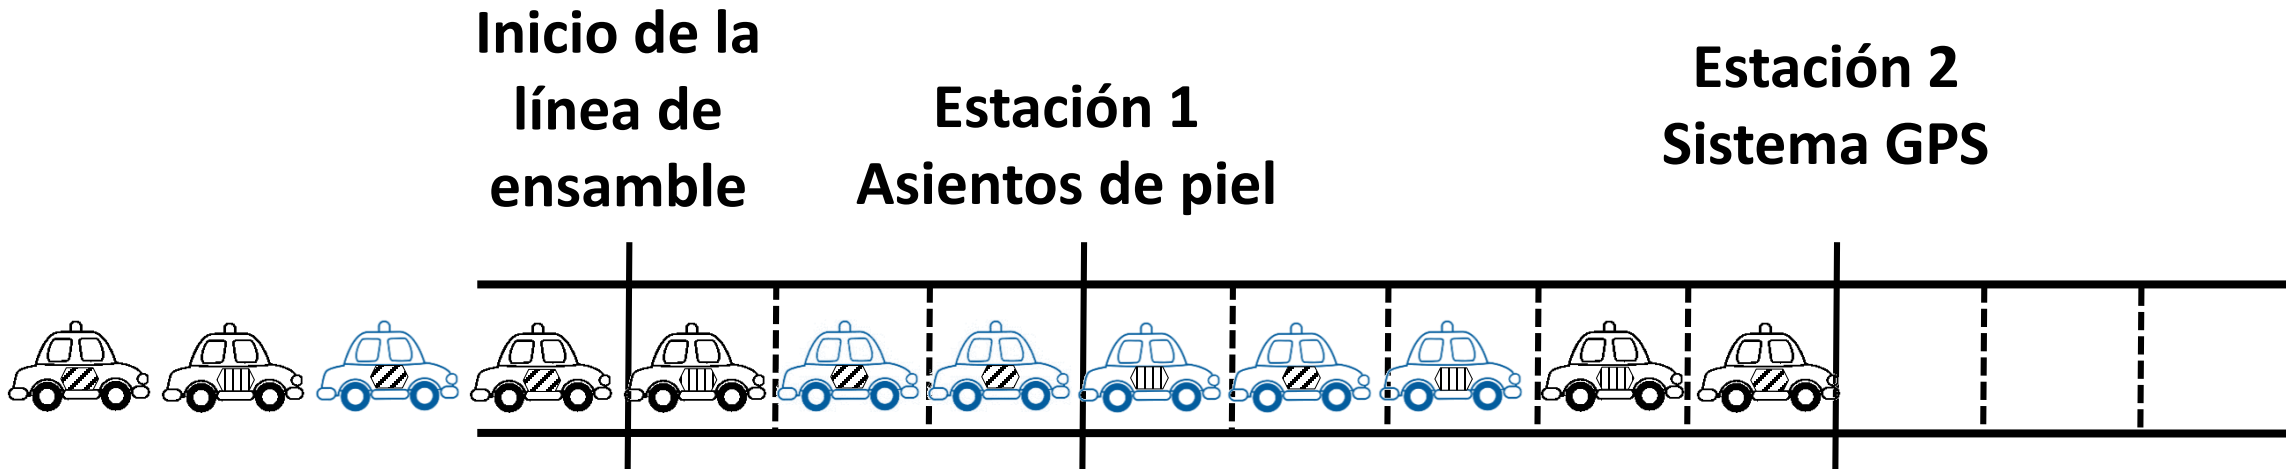 Inicio de la
línea de
ensamble
Estación 1
Asientos de piel
Estación 2
Sistema GPS